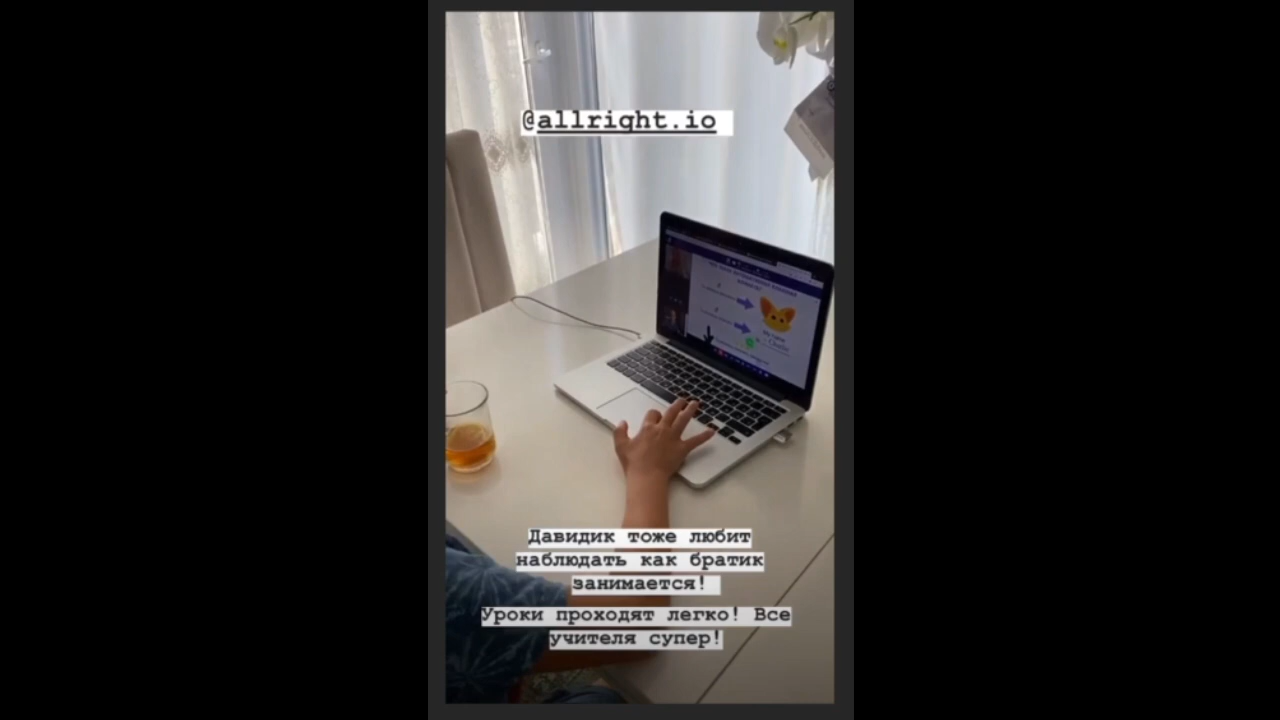 @allright.io
Давидик тоже любит
наблюдать как братик
занимается!
Уроки проходят легко! Все
учителя супер!